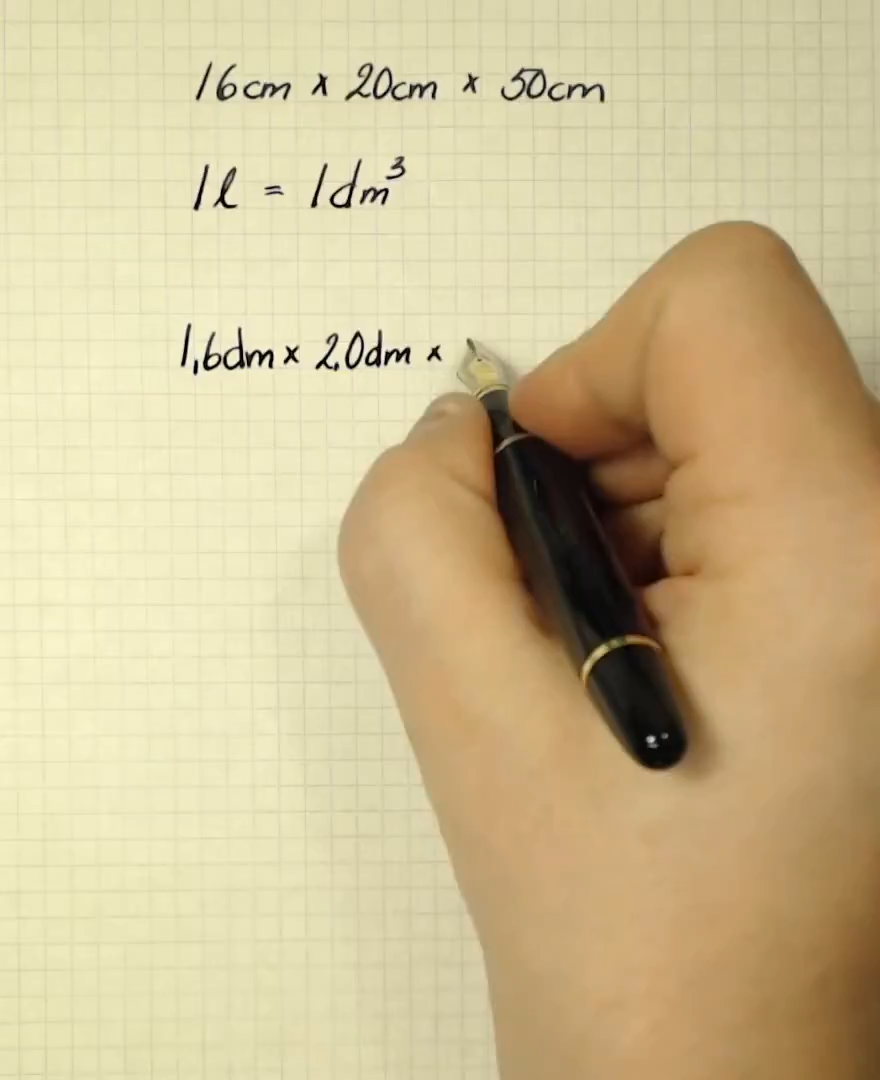 16cm × 20cm × 50cm
1l = 1dm³
1,6dm × 2,0dm ×